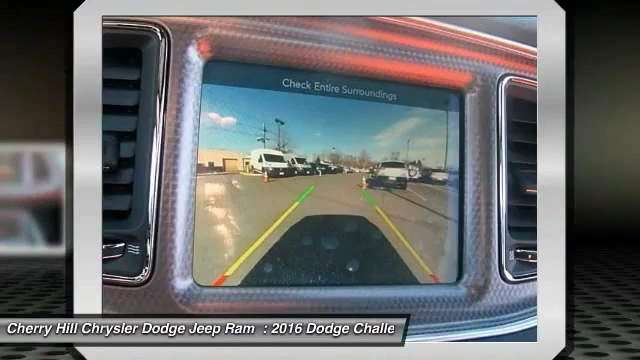 Check Entire Surroundings
Cherry Hill Chrysler Dodge Jeep Ram : 2016 Dodge Challe